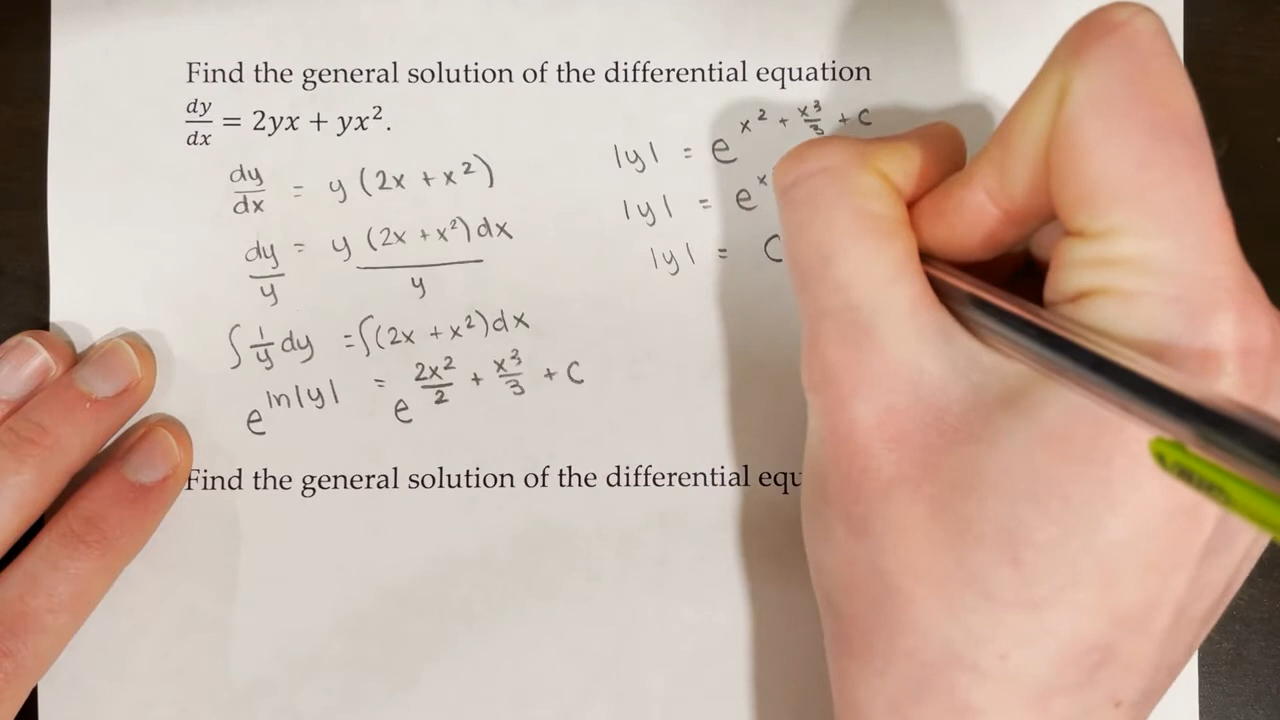 Find the general solution of the differential equation
dy/dx = 2yx + yx².
dy/dx = y (2x + x²)
dy/y = y (2x + x²) dx / y
∫ 1/y dy = ∫(2x + x²) dx
e^ln|y| = e^2x²/2 + x³/3 + C
|y| = e^x² + x³/3 + C
|y| = e^x
|y| = C
Find the general solution of the differential